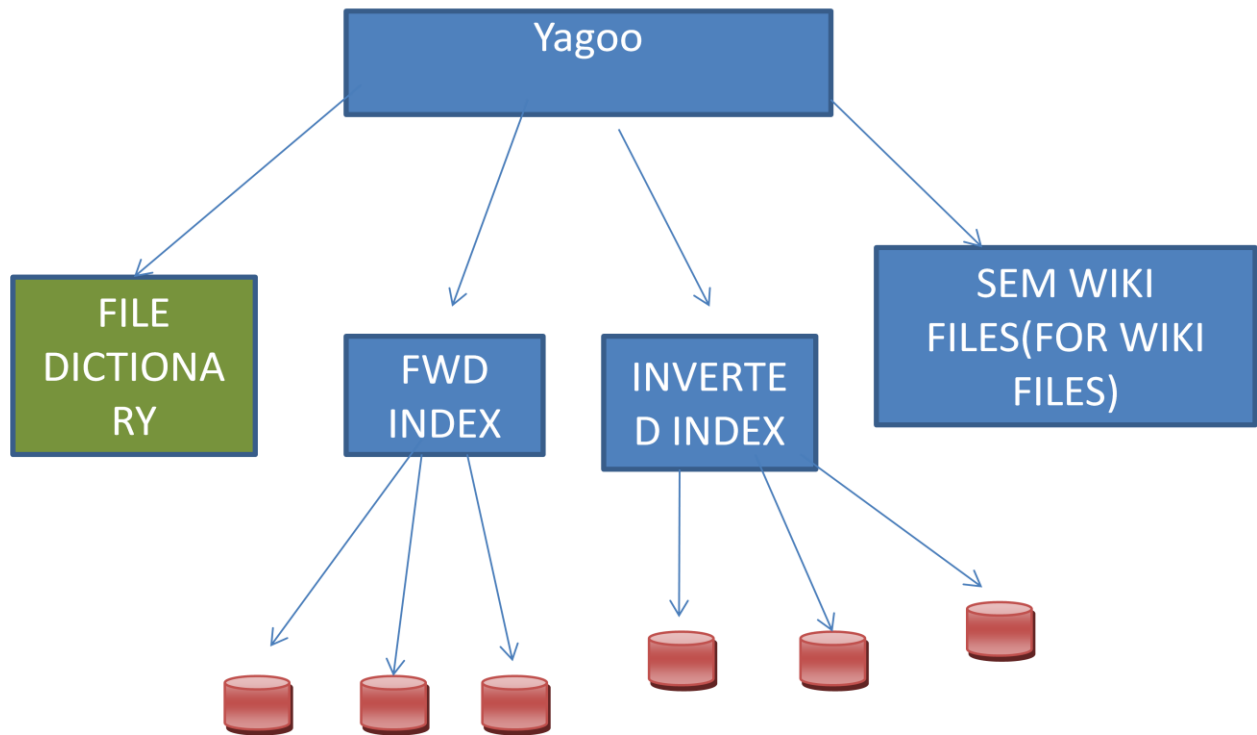 Yagoo
FILE
DICTIONA
RY
FWD
INDEX
INVERTE
D INDEX
SEM WIKI
FILES(FOR WIKI
FILES)